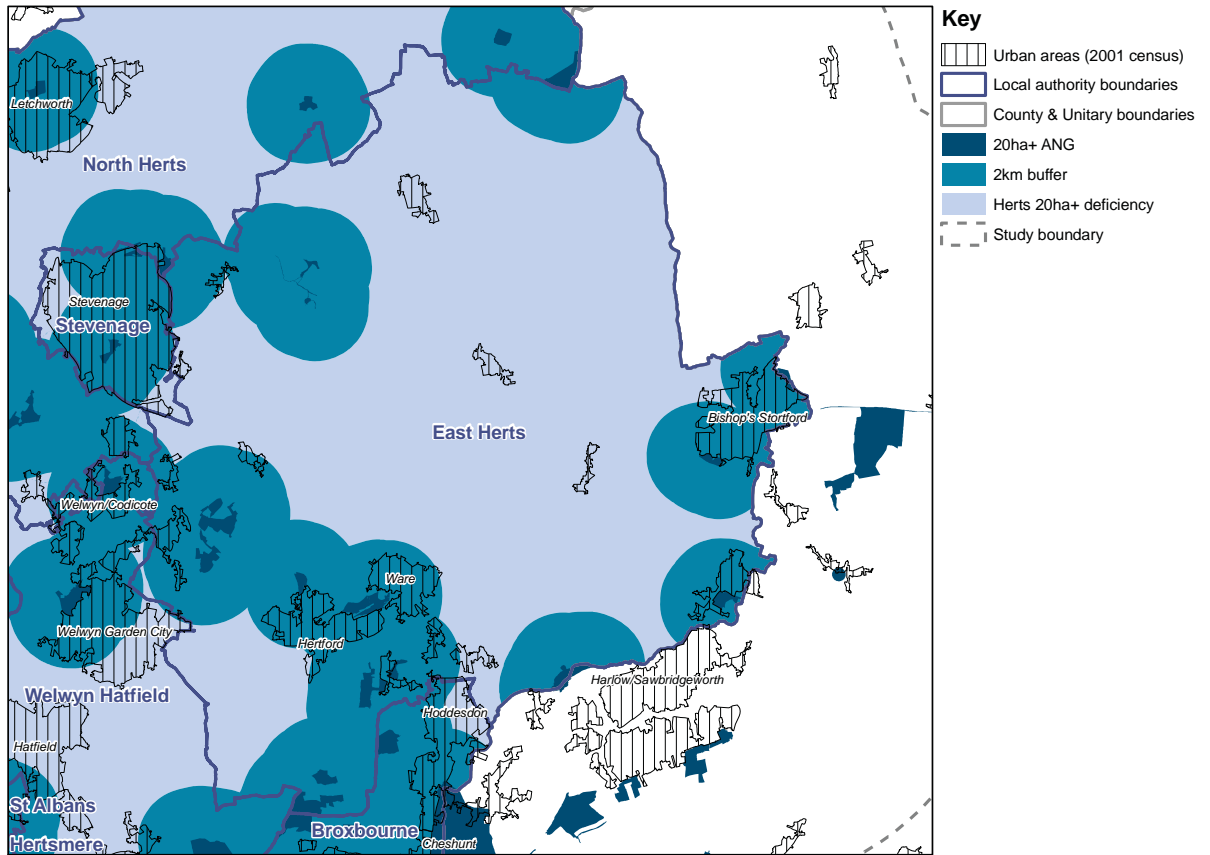 Key
Urban areas (2001 census)
Local authority boundaries
County & Unitary boundaries
20ha+ ANG
2km buffer
Herts 20ha+ deficiency
Study boundary
Letchworth
North Herts
Stevenage
Stevenage
Bishop's Stortford
East Herts
Welwyn/Codicote
Ware
Welwyn Garden City
Hertford
Harlow/Sawbridgeworth
Welwyn Hatfield
Hoddesdon
Hatfield
St Albans
Broxbourne
Hertsmere
Cheshunt